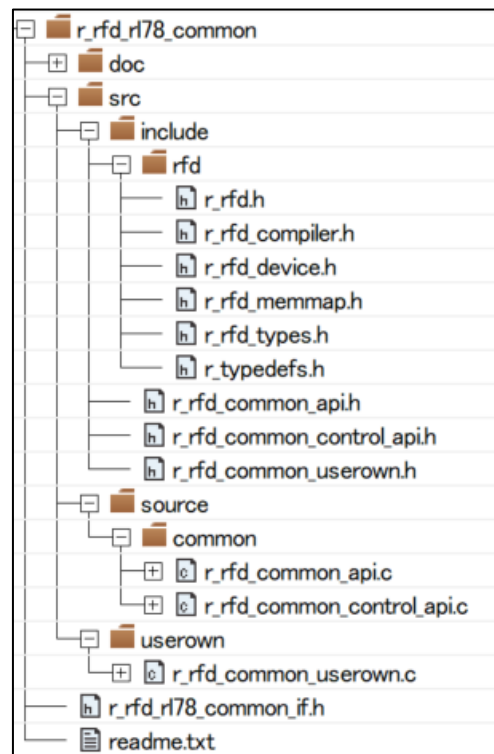 r_rfd_rl78_common
doc
src
include
rfd
r_rfd.h
r_rfd_compiler.h
r_rfd_device.h
r_rfd_memmap.h
r_rfd_types.h
r_typedefs.h
r_rfd_common_api.h
r_rfd_common_control_api.h
r_rfd_common_userown.h
source
common
r_rfd_common_api.c
r_rfd_common_control_api.c
userown
r_rfd_common_userown.c
r_rfd_rl78_common_if.h
readme.txt